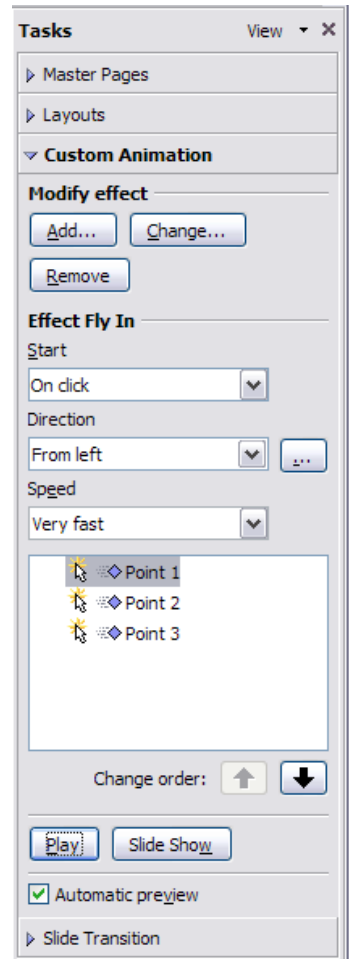 Tasks View
Master Pages
Layouts
Custom Animation
Modify effect
Add... Change...
Remove
Effect Fly In
Start
On click
Direction
From left ...
Speed
Very fast
Point 1
Point 2
Point 3
Change order:
Play Slide Show
Automatic preview
Slide Transition